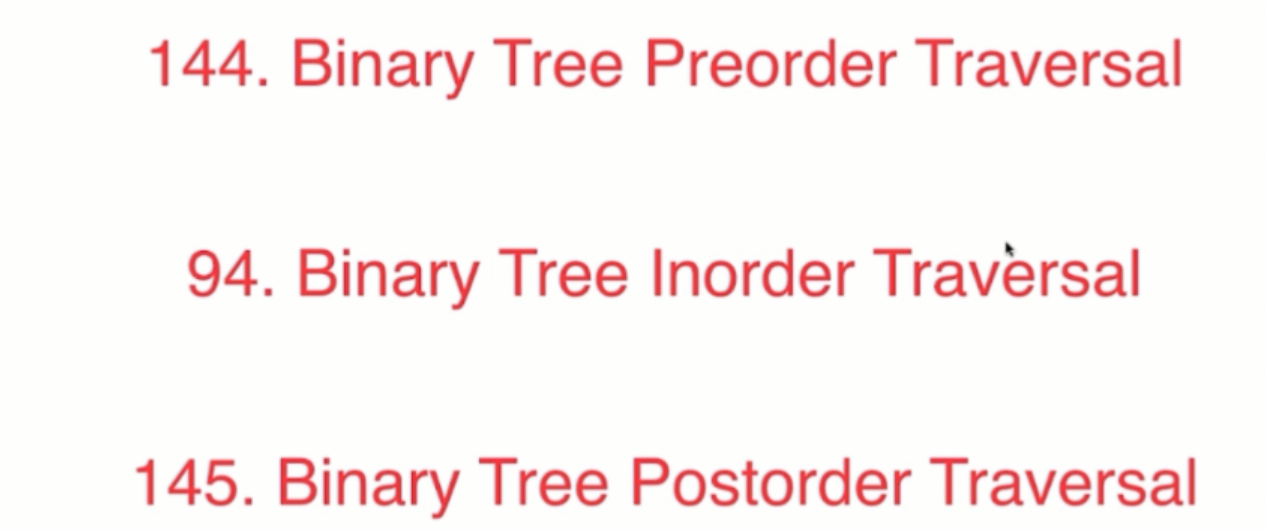 144. Binary Tree Preorder Traversal
94. Binary Tree Inorder Traversal
145. Binary Tree Postorder Traversal